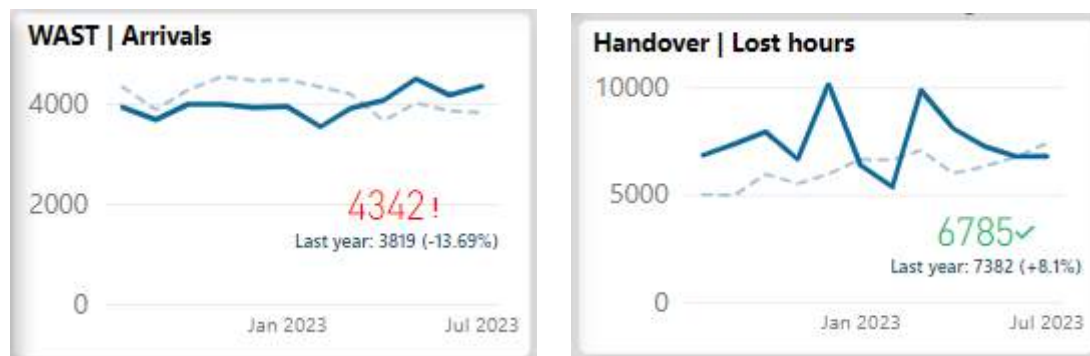 WAST | Arrivals
4000
2000
0
4342!
Last year: 3819 (-13.69%)
Jan 2023
Jul 2023
Handover | Lost hours
10000
5000
0
6785✓
Last year: 7382 (+8.1%)
Jan 2023
Jul 2023